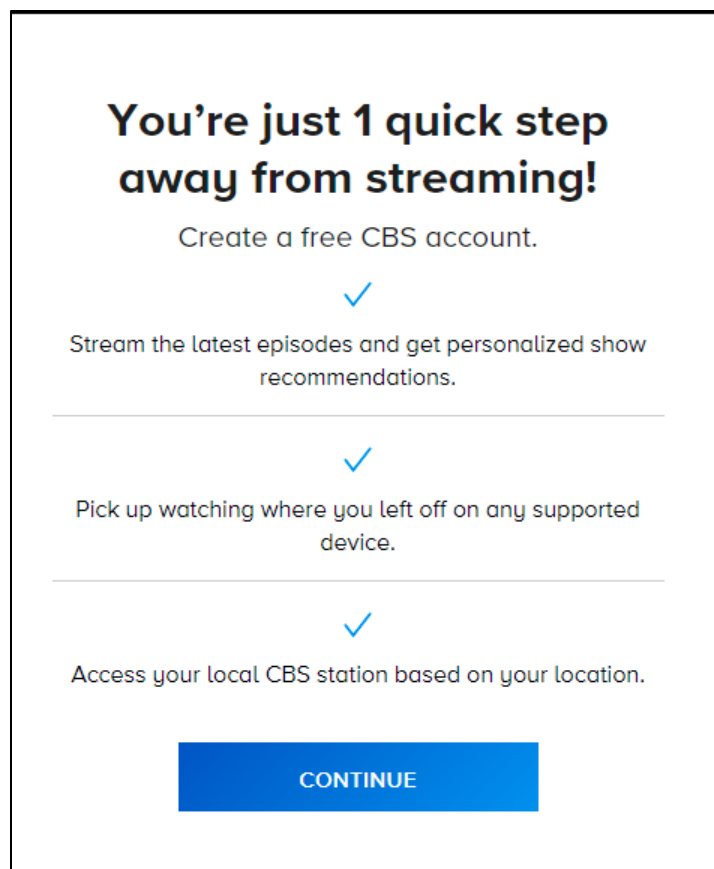 You’re just 1 quick step
away from streaming!
Create a free CBS account.
Stream the latest episodes and get personalized show
recommendations.
Pick up watching where you left off on any supported
device.
Access your local CBS station based on your location.
CONTINUE